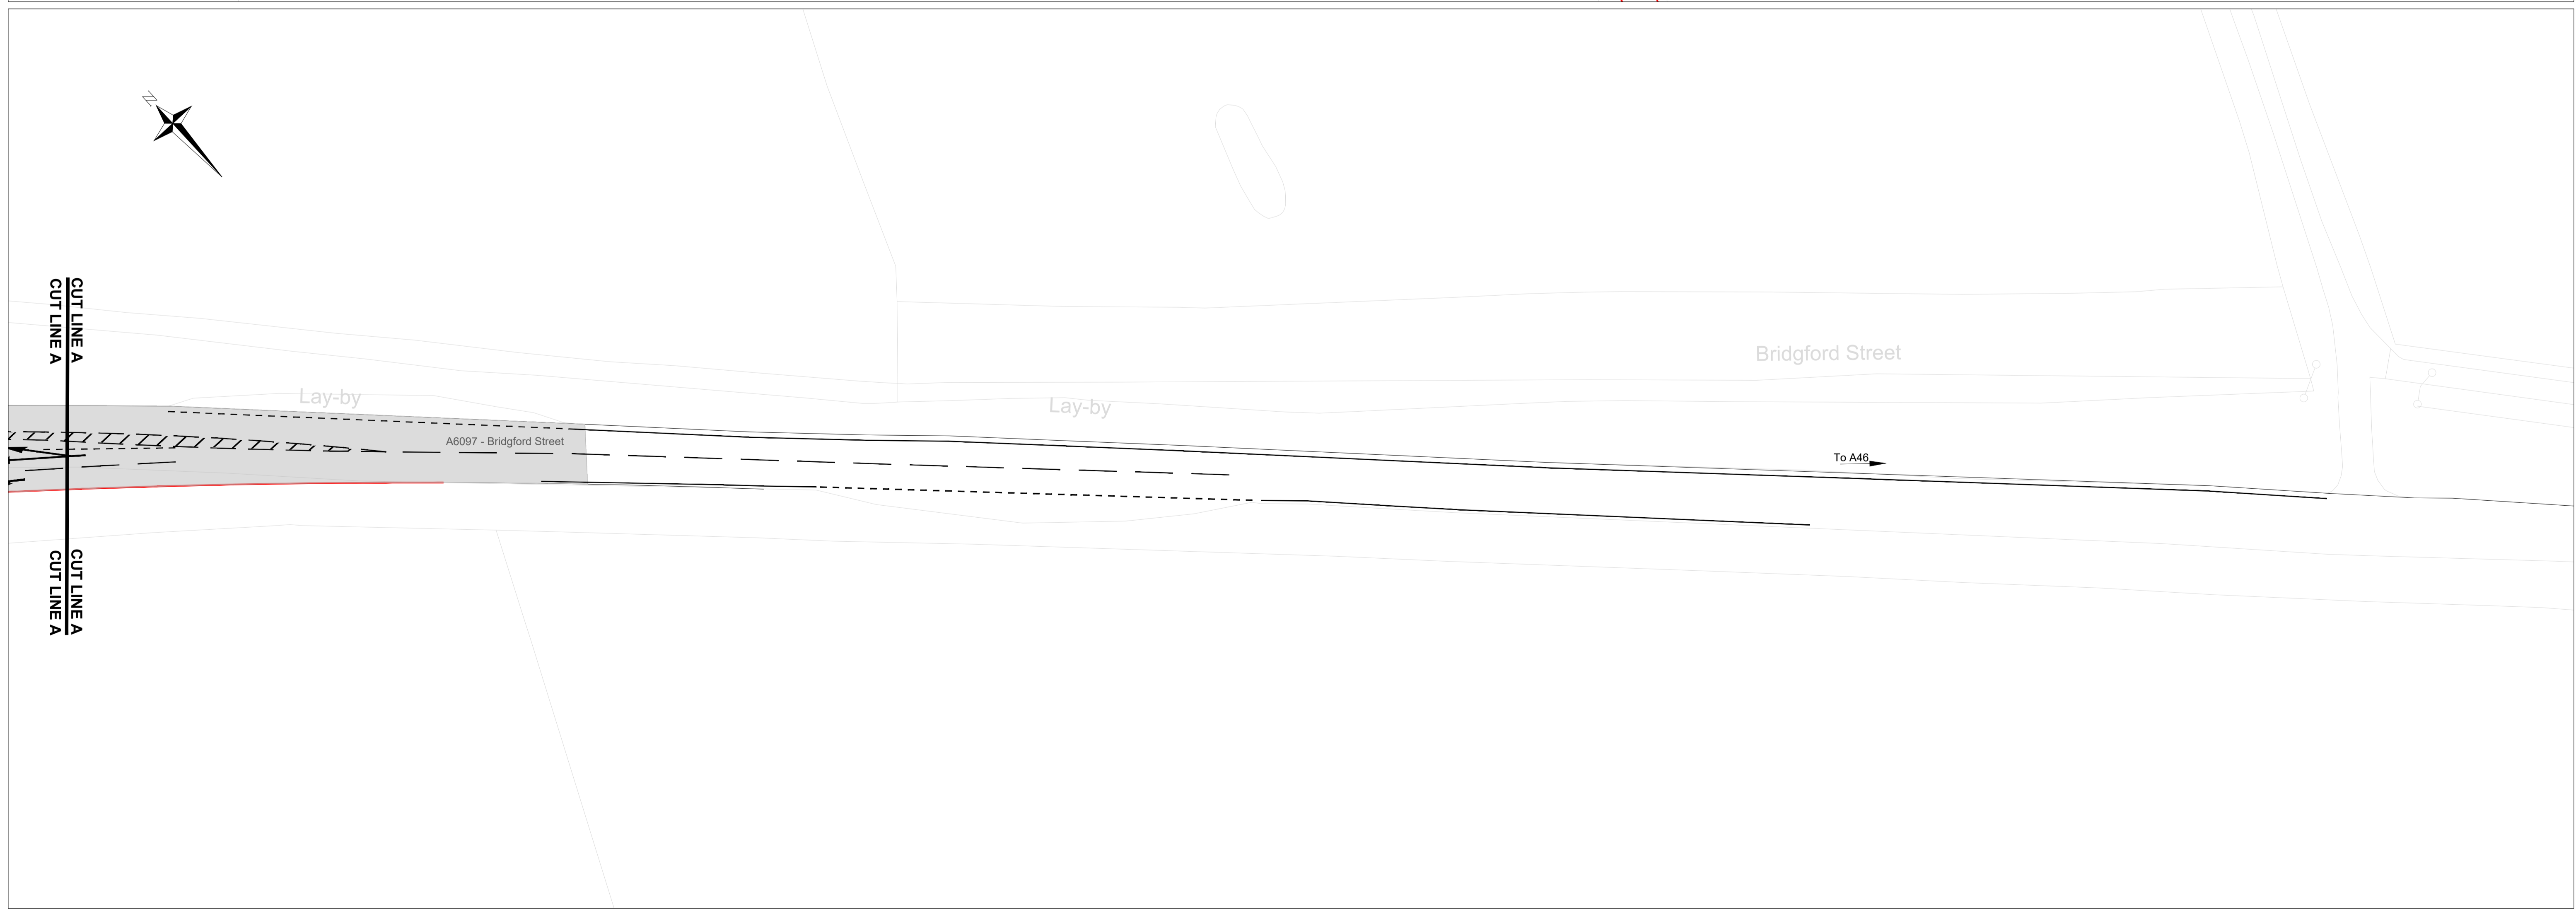 N
CUT LINE A
CUT LINE A
Bridgford Street
Lay-by
Lay-by
A6097 - Bridgford Street
To A46
CUT LINE A
CUT LINE A